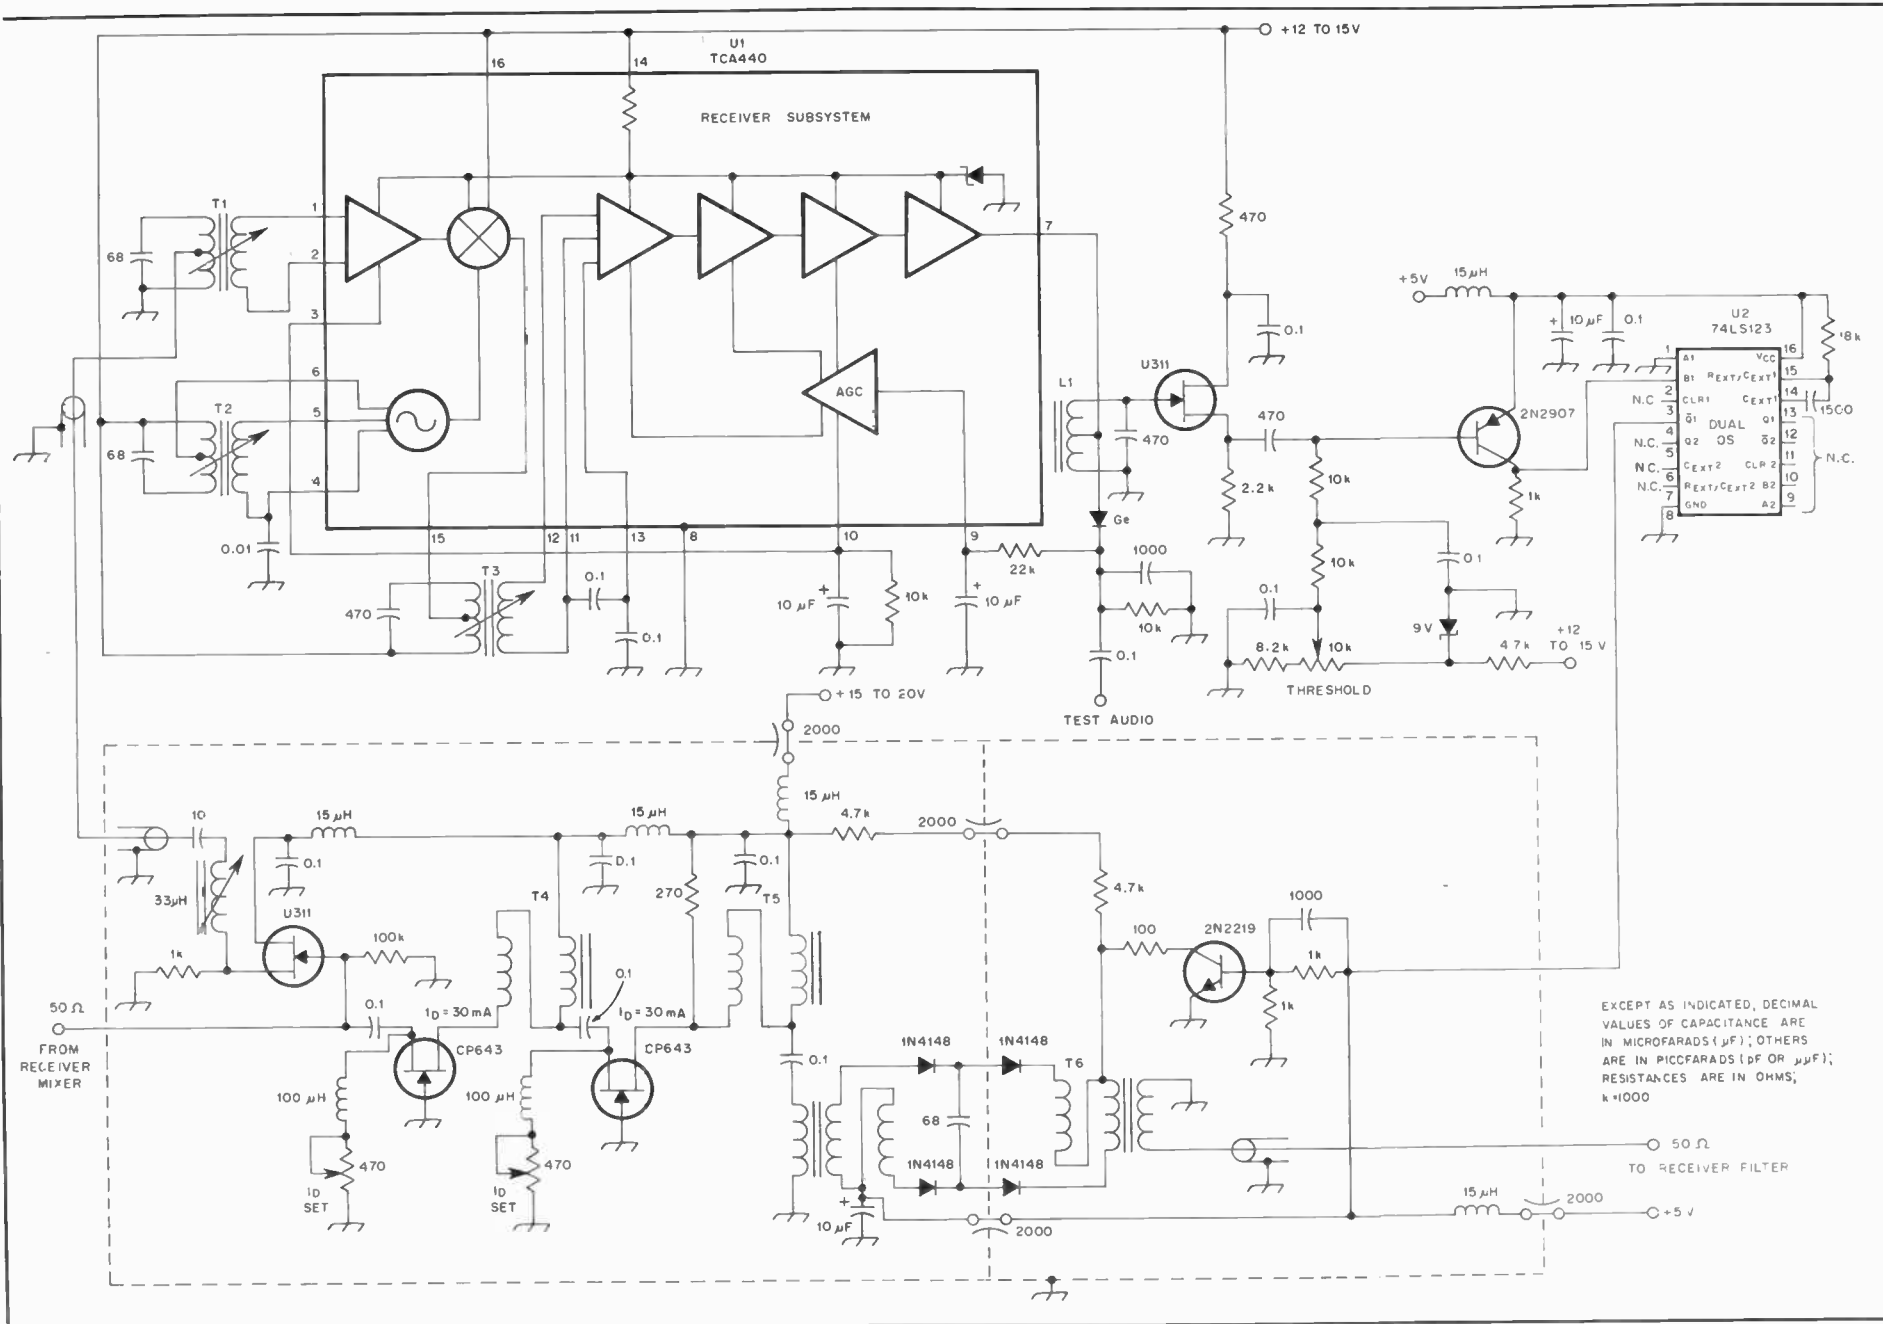 +12 TO 15V
U1
TCA440
16
14
RECEIVER SUBSYSTEM
T1
1
68
2
3
7
470
+5V
15 µH
+
10 µF
0.1
U2
74LS123
18k
0.1
6
T2
5
68
4
0.01
AGC
L1
U311
470
470
2N2907
1
A1
VCC
16
B1
REXT/CEXT1
15
2
N.C
CLR1
CEXT1
14
1500
3
Q̄1
Q1
13
4
DUAL
OS
N.C.
Q2
Q̄2
12
5
N.C.
CEXT2
CLR 2
11
N.C.
6
N.C.
REXT/CEXT2
B2
10
7
GND
A2
9
8
2.2k
10k
1k
Ge
15
12
11
13
8
10
9
T3
470
0.1
0.1
+
10 µF
10k
+
10 µF
22k
1000
10k
0.1
TEST AUDIO
10k
0.1
0.1
9V
8.2k
10k
THRESHOLD
4.7k
+12
TO
15 V
+15 TO 20V
2000
15 µH
10
15 µH
15 µH
0.1
0.1
0.1
4.7k
2000
33µH
U311
T4
270
T5
4.7k
1k
100k
0.1
100
2N2219
1000
1k
1k
50Ω
FROM
RECEIVER
MIXER
0.1
ID = 30 mA
ID = 30 mA
CP643
CP643
100 µH
100 µH
470
470
ID
SET
ID
SET
0.1
1N4148
1N4148
T6
68
1N4148
1N4148
+
10 µF
2000
EXCEPT AS INDICATED, DECIMAL
VALUES OF CAPACITANCE ARE
IN MICROFARADS (µF); OTHERS
ARE IN PICOFARADS (pF OR µµF);
RESISTANCES ARE IN OHMS;
k=1000
50Ω
TO RECEIVER FILTER
15 µH
2000
+5 V